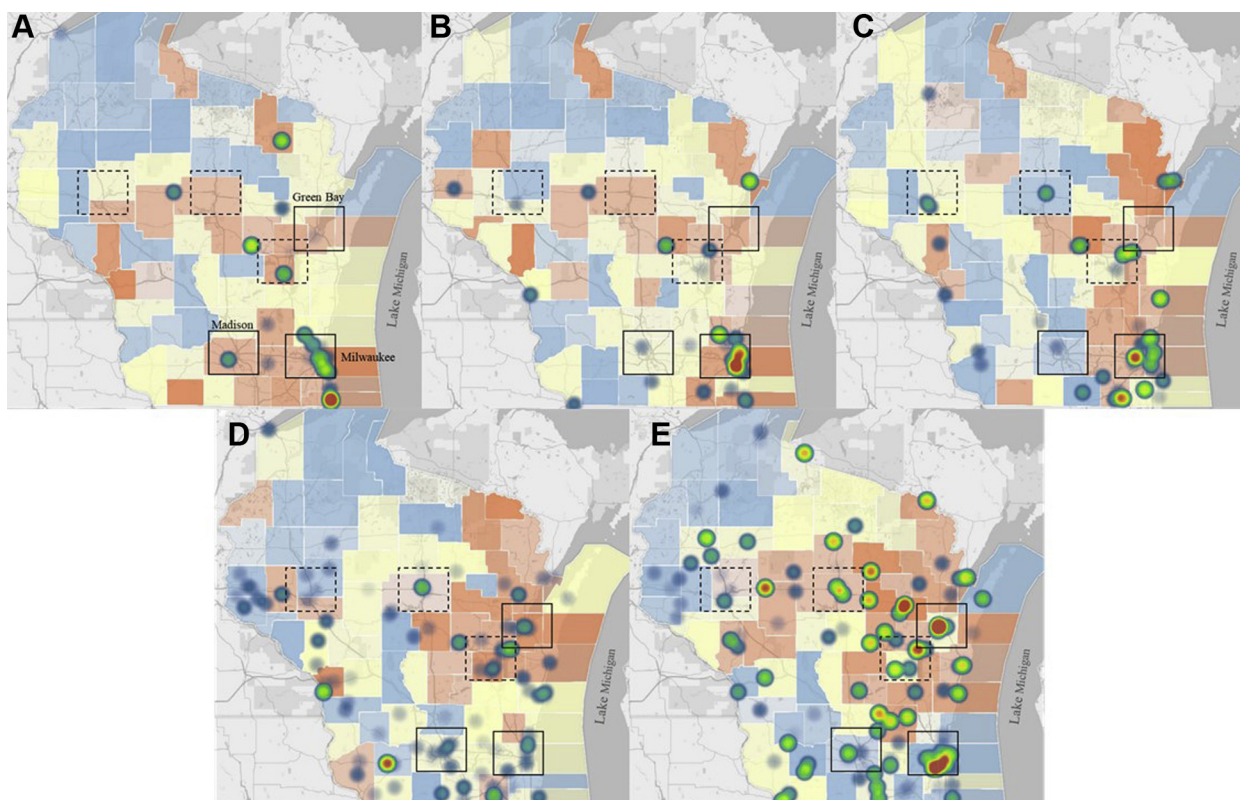 A
B
C
Green Bay
Madison
Milwaukee
Lake Michigan
Lake Michigan
Lake Michigan
D
E
Lake Michigan
Lake Michigan